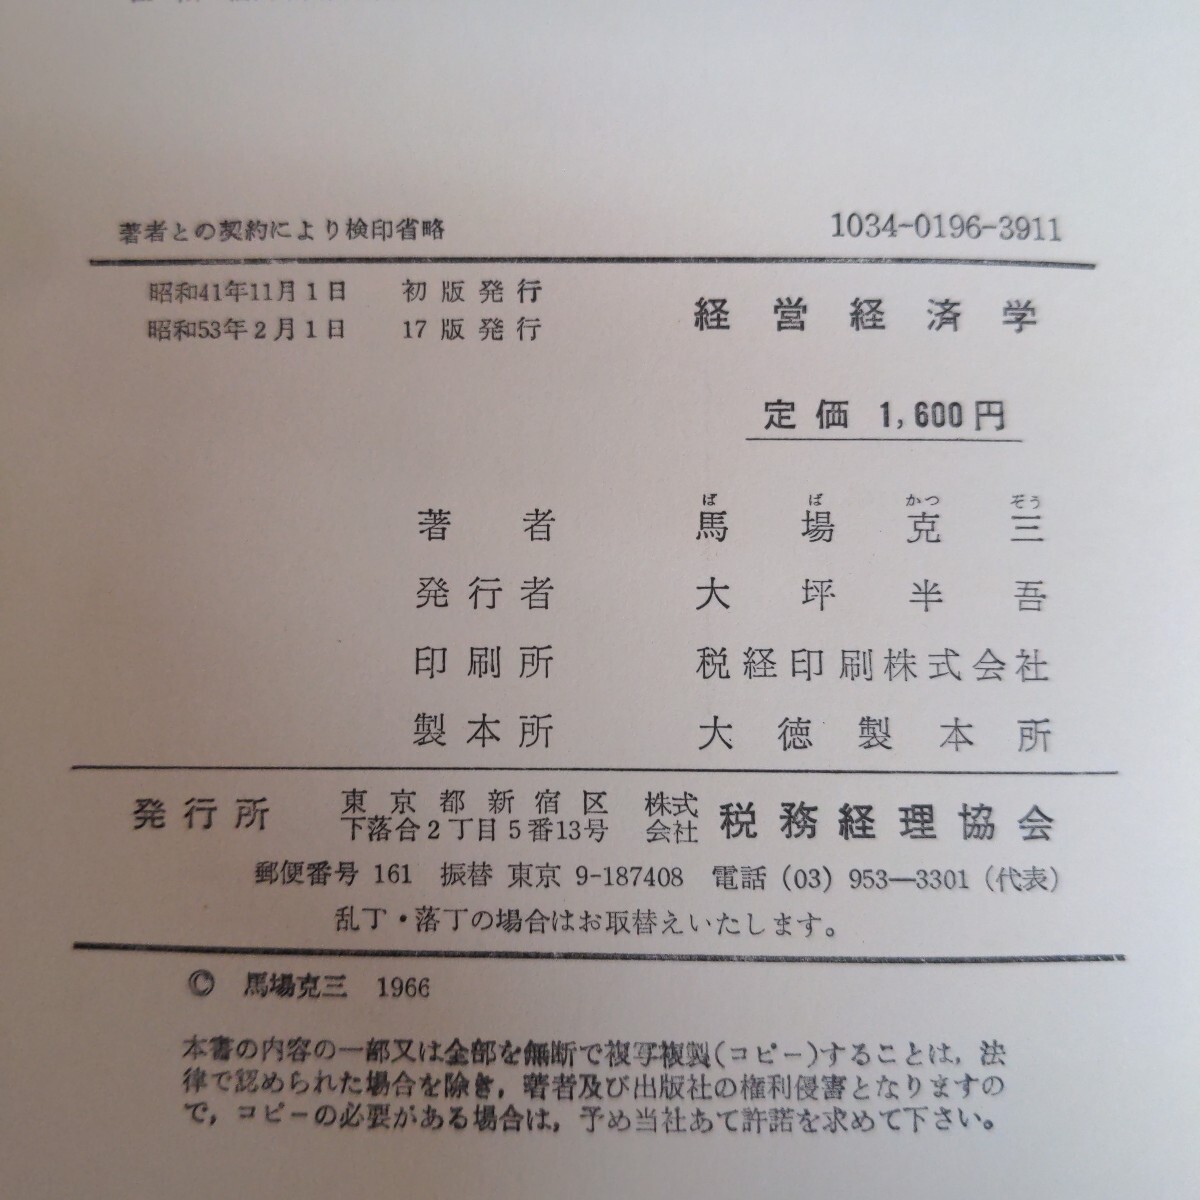 著者との契約により検印省略 1034-0196-3911
昭和41年11月1日 初版発行
昭和53年2月1日 17版発行
経営経済学
定価 1,600円
ば ば かつ ぞう
著者 馬場克三
発行者 大坪半吾
印刷所 税経印刷株式会社
製本所 大徳製本所
発行所 東京都新宿区 株式 税務経理協会
下落合2丁目5番13号 会社
郵便番号 161 振替 東京 9-187408 電話 (03) 953—3301 (代表)
乱丁・落丁の場合はお取替えいたします。
© 馬場克三 1966
本書の内容の一部又は全部を無断で複写複製(コピー)することは,法
律で認められた場合を除き,著者及び出版社の権利侵害となりますの
で,コピーの必要がある場合は,予め当社あて許諾を求めて下さい。